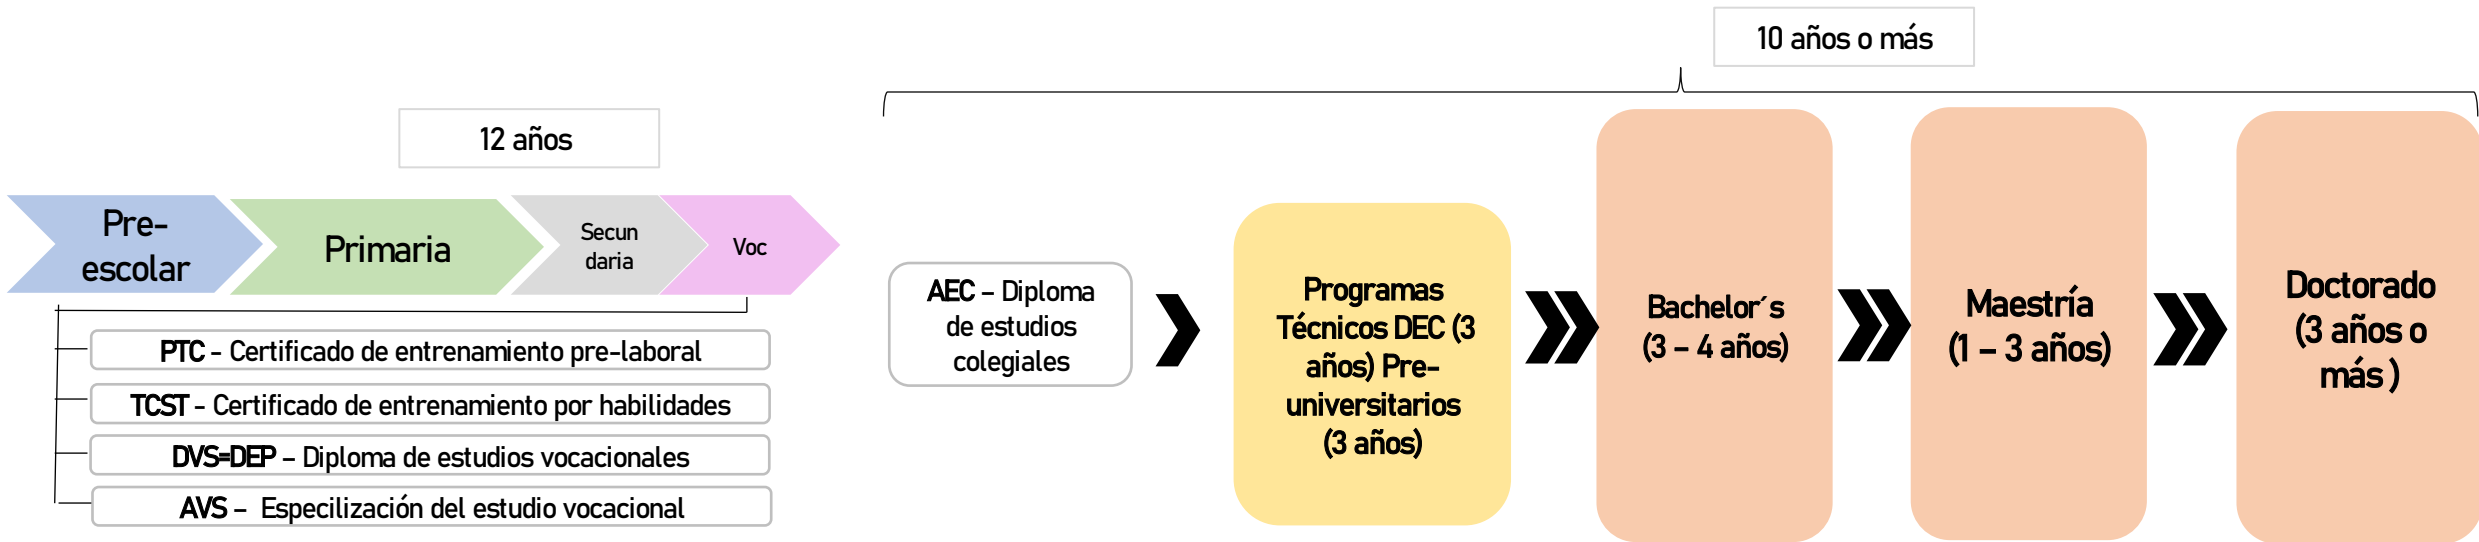 10 años o más
12 años
Pre-
escolar
Primaria
Secun
daria
Voc
PTC - Certificado de entrenamiento pre-laboral
TCST - Certificado de entrenamiento por habilidades
DVS=DEP – Diploma de estudios vocacionales
AVS – Especilización del estudio vocacional
AEC – Diploma
de estudios
colegiales
Programas
Técnicos DEC (3
años) Pre-
universitarios
(3 años)
Bachelor´s
(3 – 4 años)
Maestría
(1 – 3 años)
Doctorado
(3 años o
más )